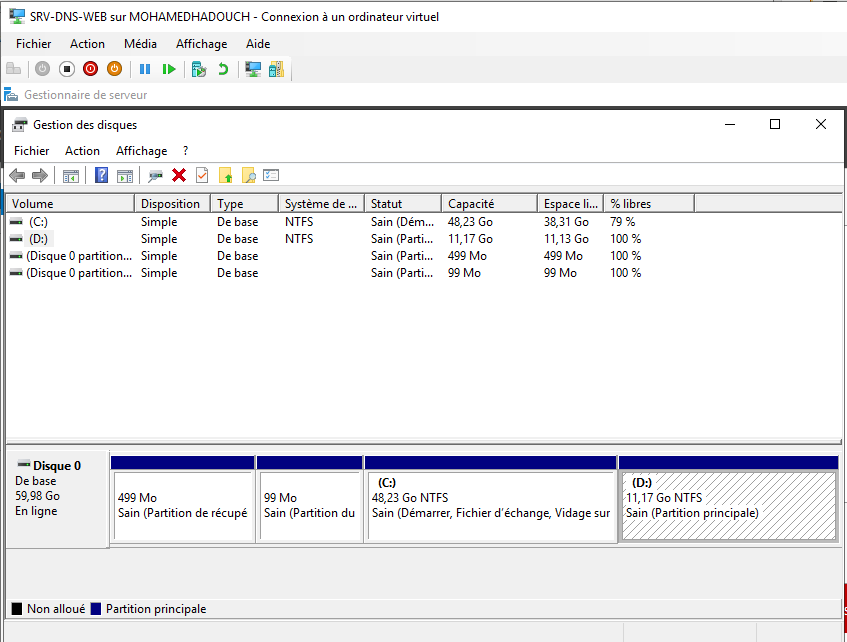 SRV-DNS-WEB sur MOHAMEDHADOUCH - Connexion à un ordinateur virtuel
Fichier Action Média Affichage Aide
Gestionnaire de serveur
Gestion des disques
Fichier Action Affichage ?
Volume Disposition Type Système de ... Statut Capacité Espace li... % libres
(C:) Simple De base NTFS Sain (Dém... 48,23 Go 38,31 Go 79 %
(D:) Simple De base NTFS Sain (Parti... 11,17 Go 11,13 Go 100 %
(Disque 0 partition... Simple De base Sain (Parti... 499 Mo 499 Mo 100 %
(Disque 0 partition... Simple De base Sain (Parti... 99 Mo 99 Mo 100 %
Disque 0
De base
59,98 Go
En ligne
499 Mo
Sain (Partition de récupé
99 Mo
Sain (Partition du
(C:)
48,23 Go NTFS
Sain (Démarrer, Fichier d'échange, Vidage sur
(D:)
11,17 Go NTFS
Sain (Partition principale)
Non alloué Partition principale